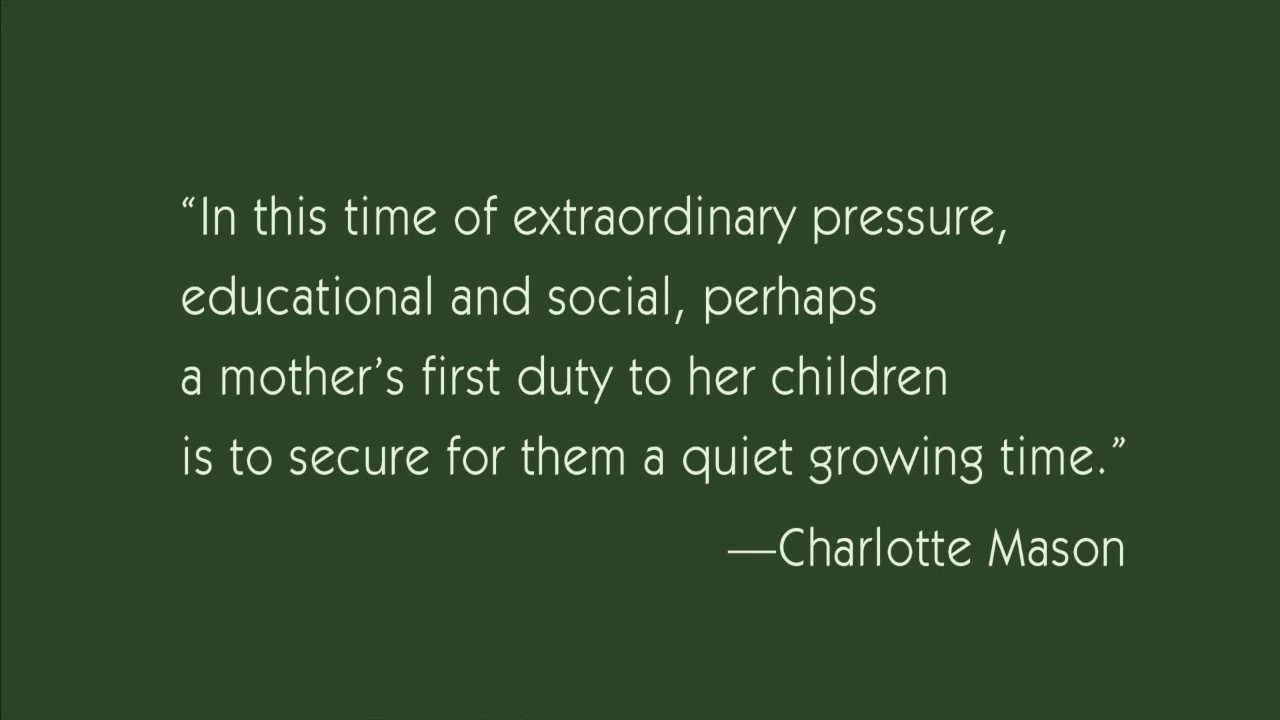 “In this time of extraordinary pressure,
educational and social, perhaps
a mother’s first duty to her children
is to secure for them a quiet growing time.”
—Charlotte Mason